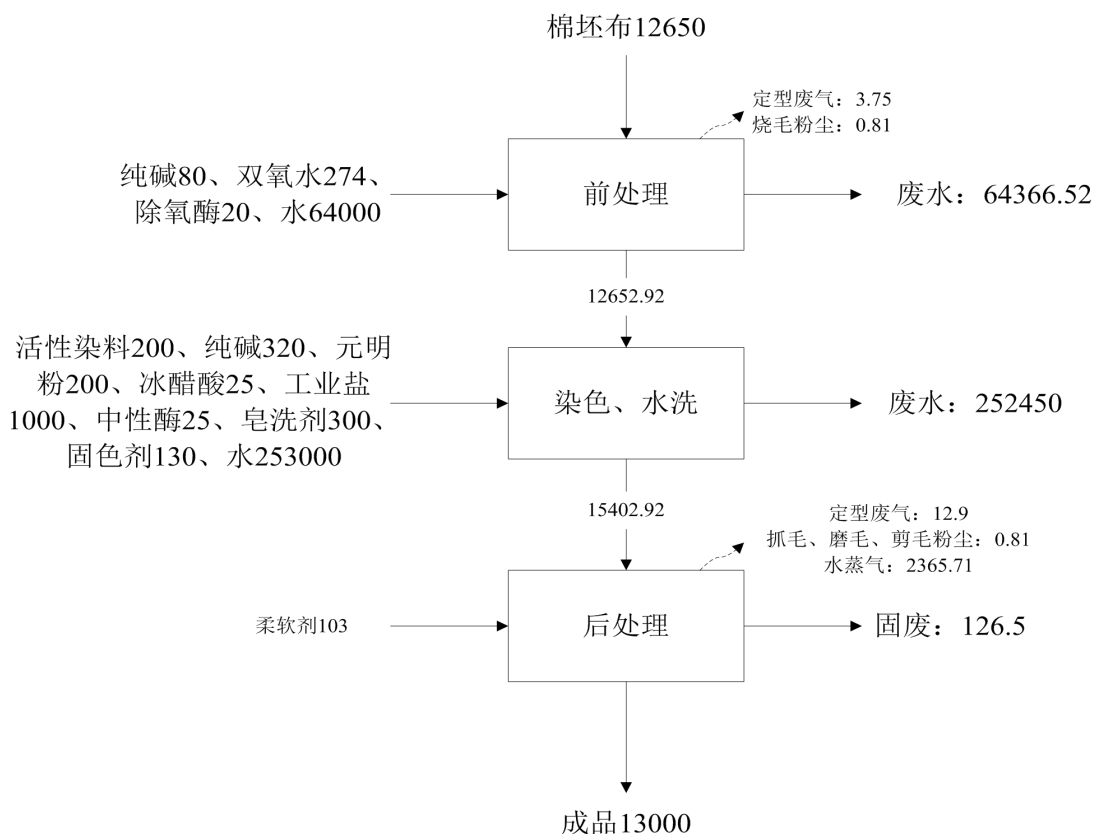 棉坯布12650
定型废气：3.75
烧毛粉尘：0.81
纯碱80、双氧水274、
除氧酶20、水64000
前处理
废水：64366.52
12652.92
活性染料200、纯碱320、元明
粉200、冰醋酸25、工业盐
1000、中性酶25、皂洗剂300、
固色剂130、水253000
染色、水洗
废水：252450
15402.92
定型废气：12.9
抓毛、磨毛、剪毛粉尘：0.81
水蒸气：2365.71
柔软剂103
后处理
固废：126.5
成品13000